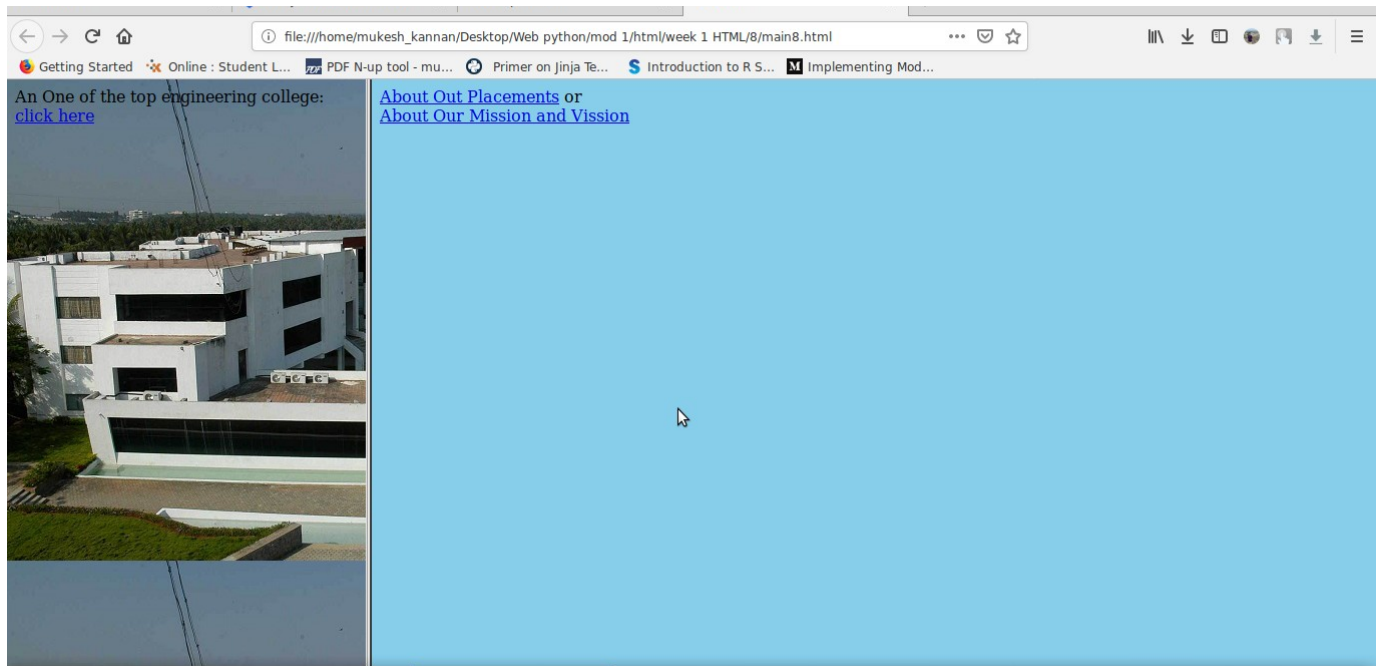 file:///home/mukesh_kannan/Desktop/Web python/mod 1/html/week 1 HTML/8/main8.html
Getting Started
Online : Student L...
PDF N-up tool - mu...
Primer on Jinja Te...
Introduction to R S...
Implementing Mod...
An One of the top engineering college:
click here
About Out Placements or
About Our Mission and Vission